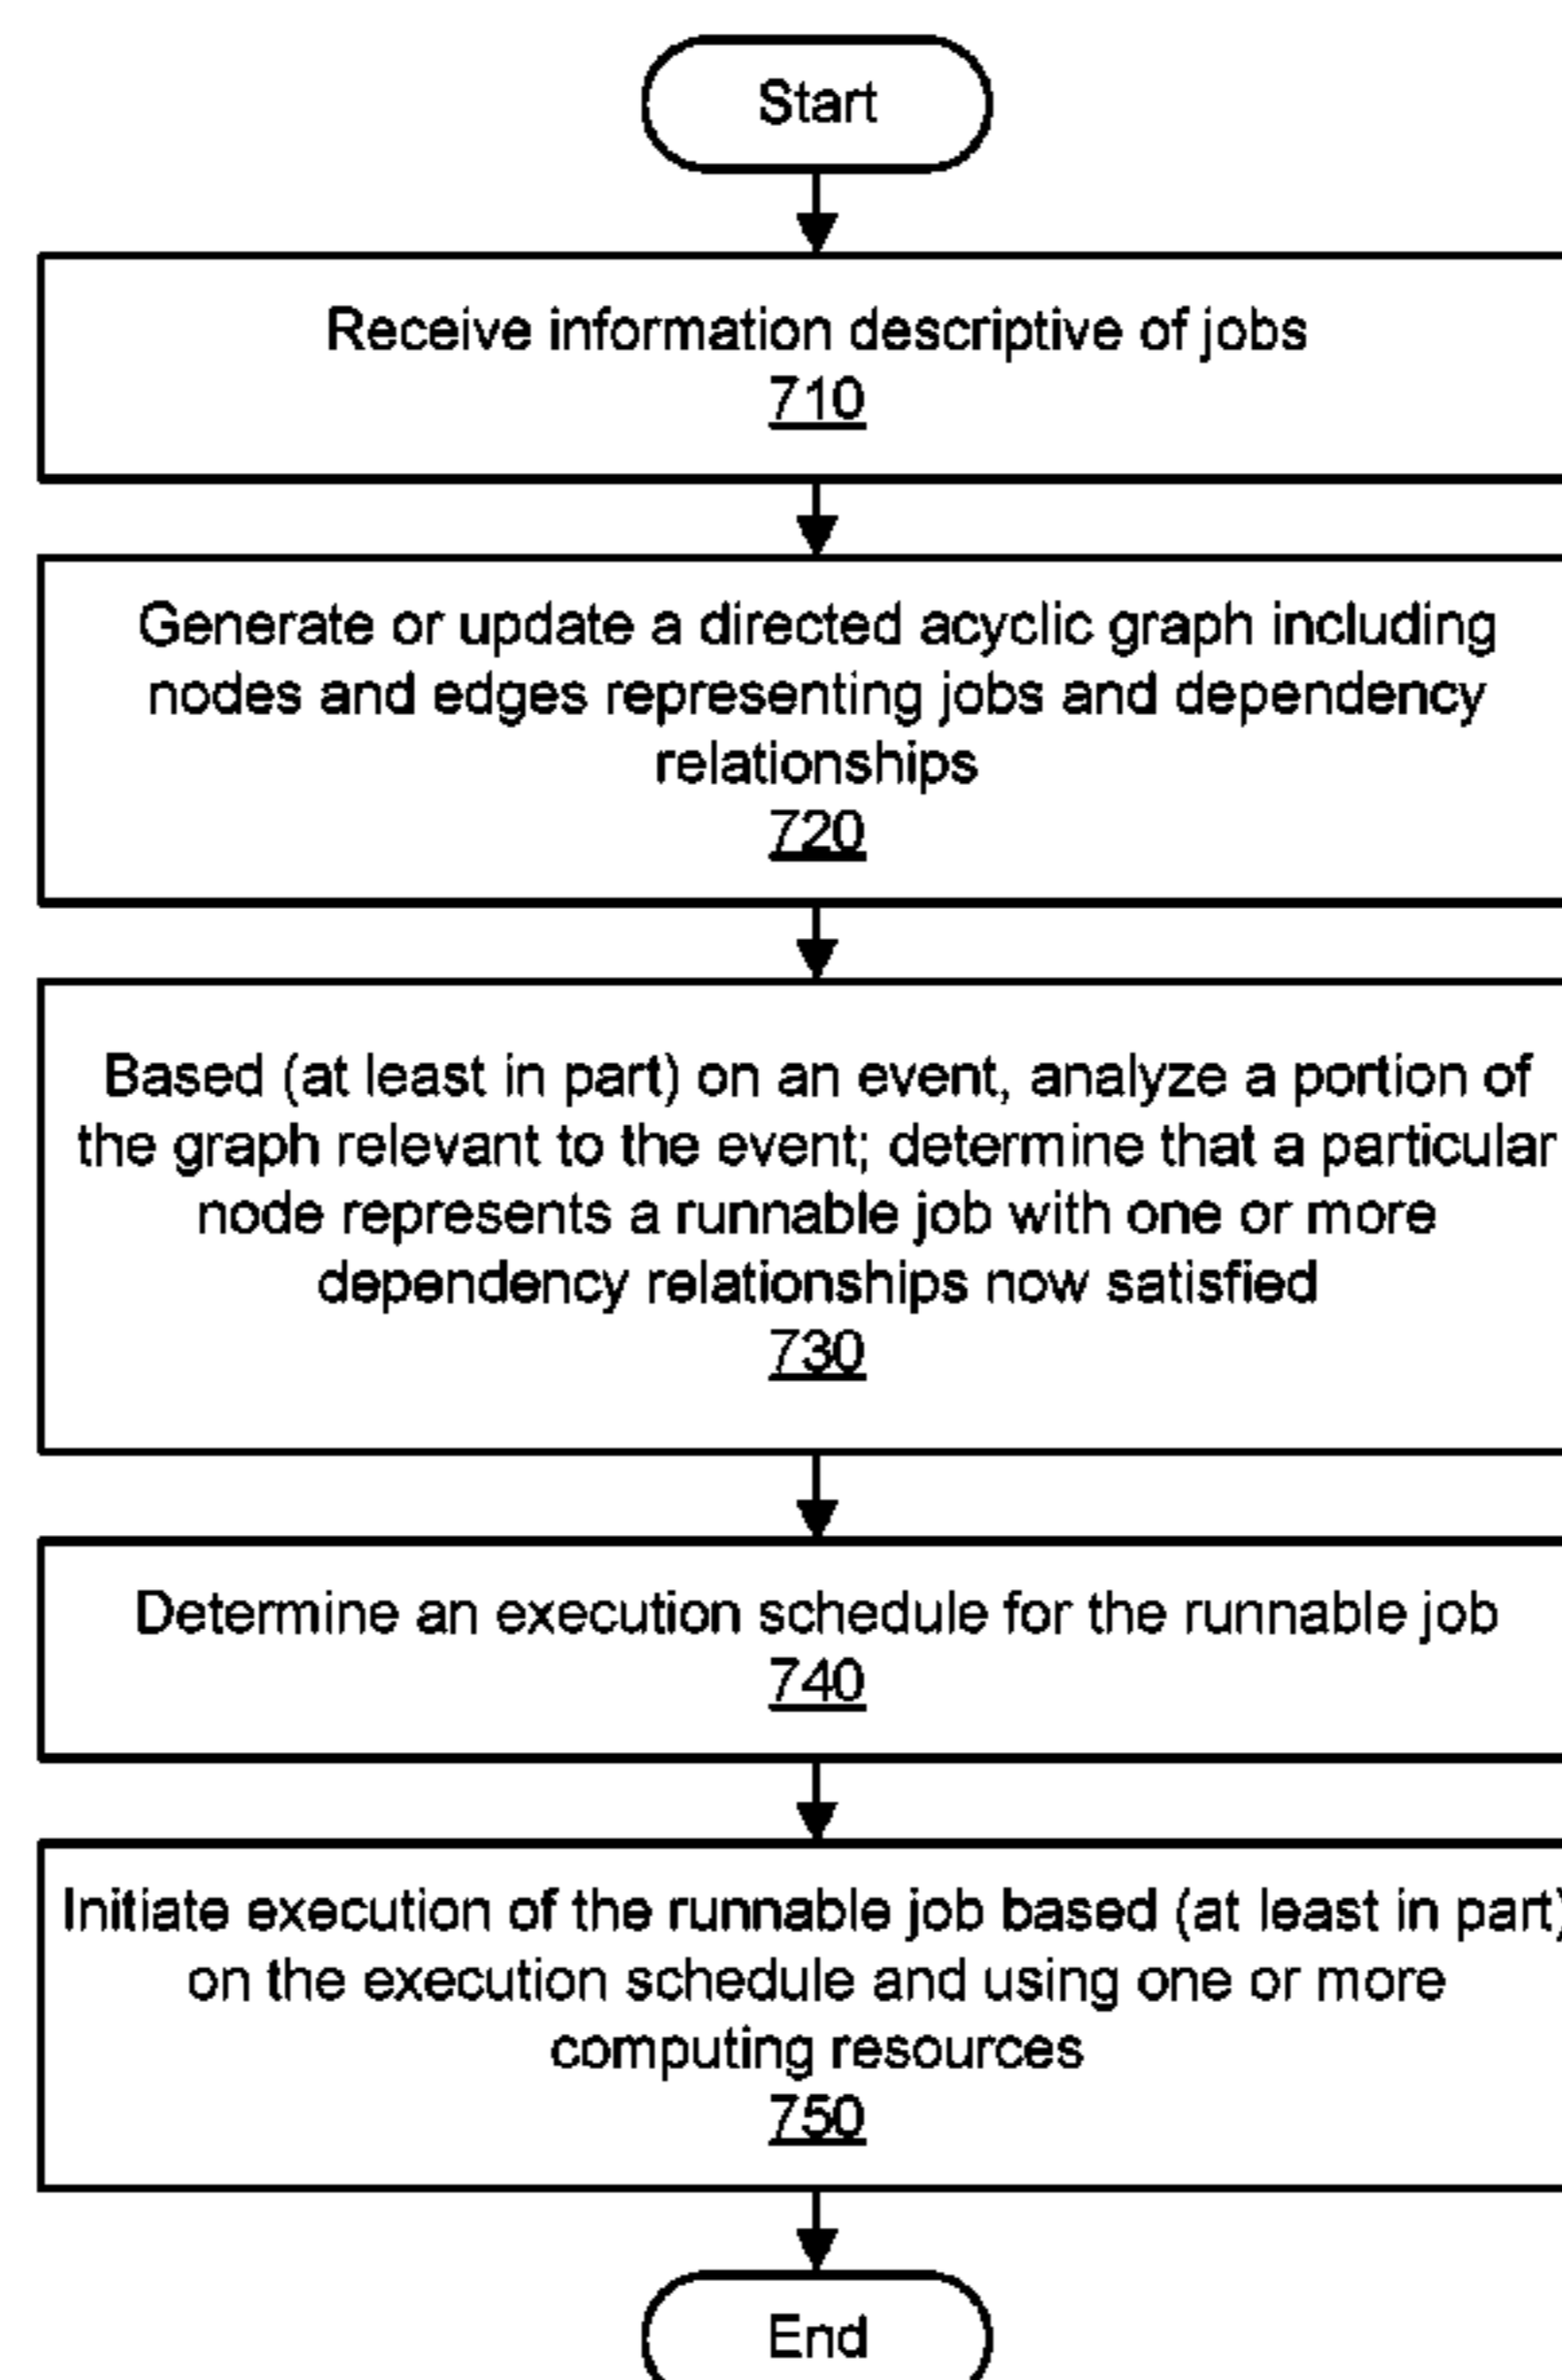 Start
Receive information descriptive of jobs
710
Generate or update a directed acyclic graph including
nodes and edges representing jobs and dependency
relationships
720
Based (at least in part) on an event, analyze a portion of
the graph relevant to the event; determine that a particular
node represents a runnable job with one or more
dependency relationships now satisfied
730
Determine an execution schedule for the runnable job
740
Initiate execution of the runnable job based (at least in part)
on the execution schedule and using one or more
computing resources
750
End